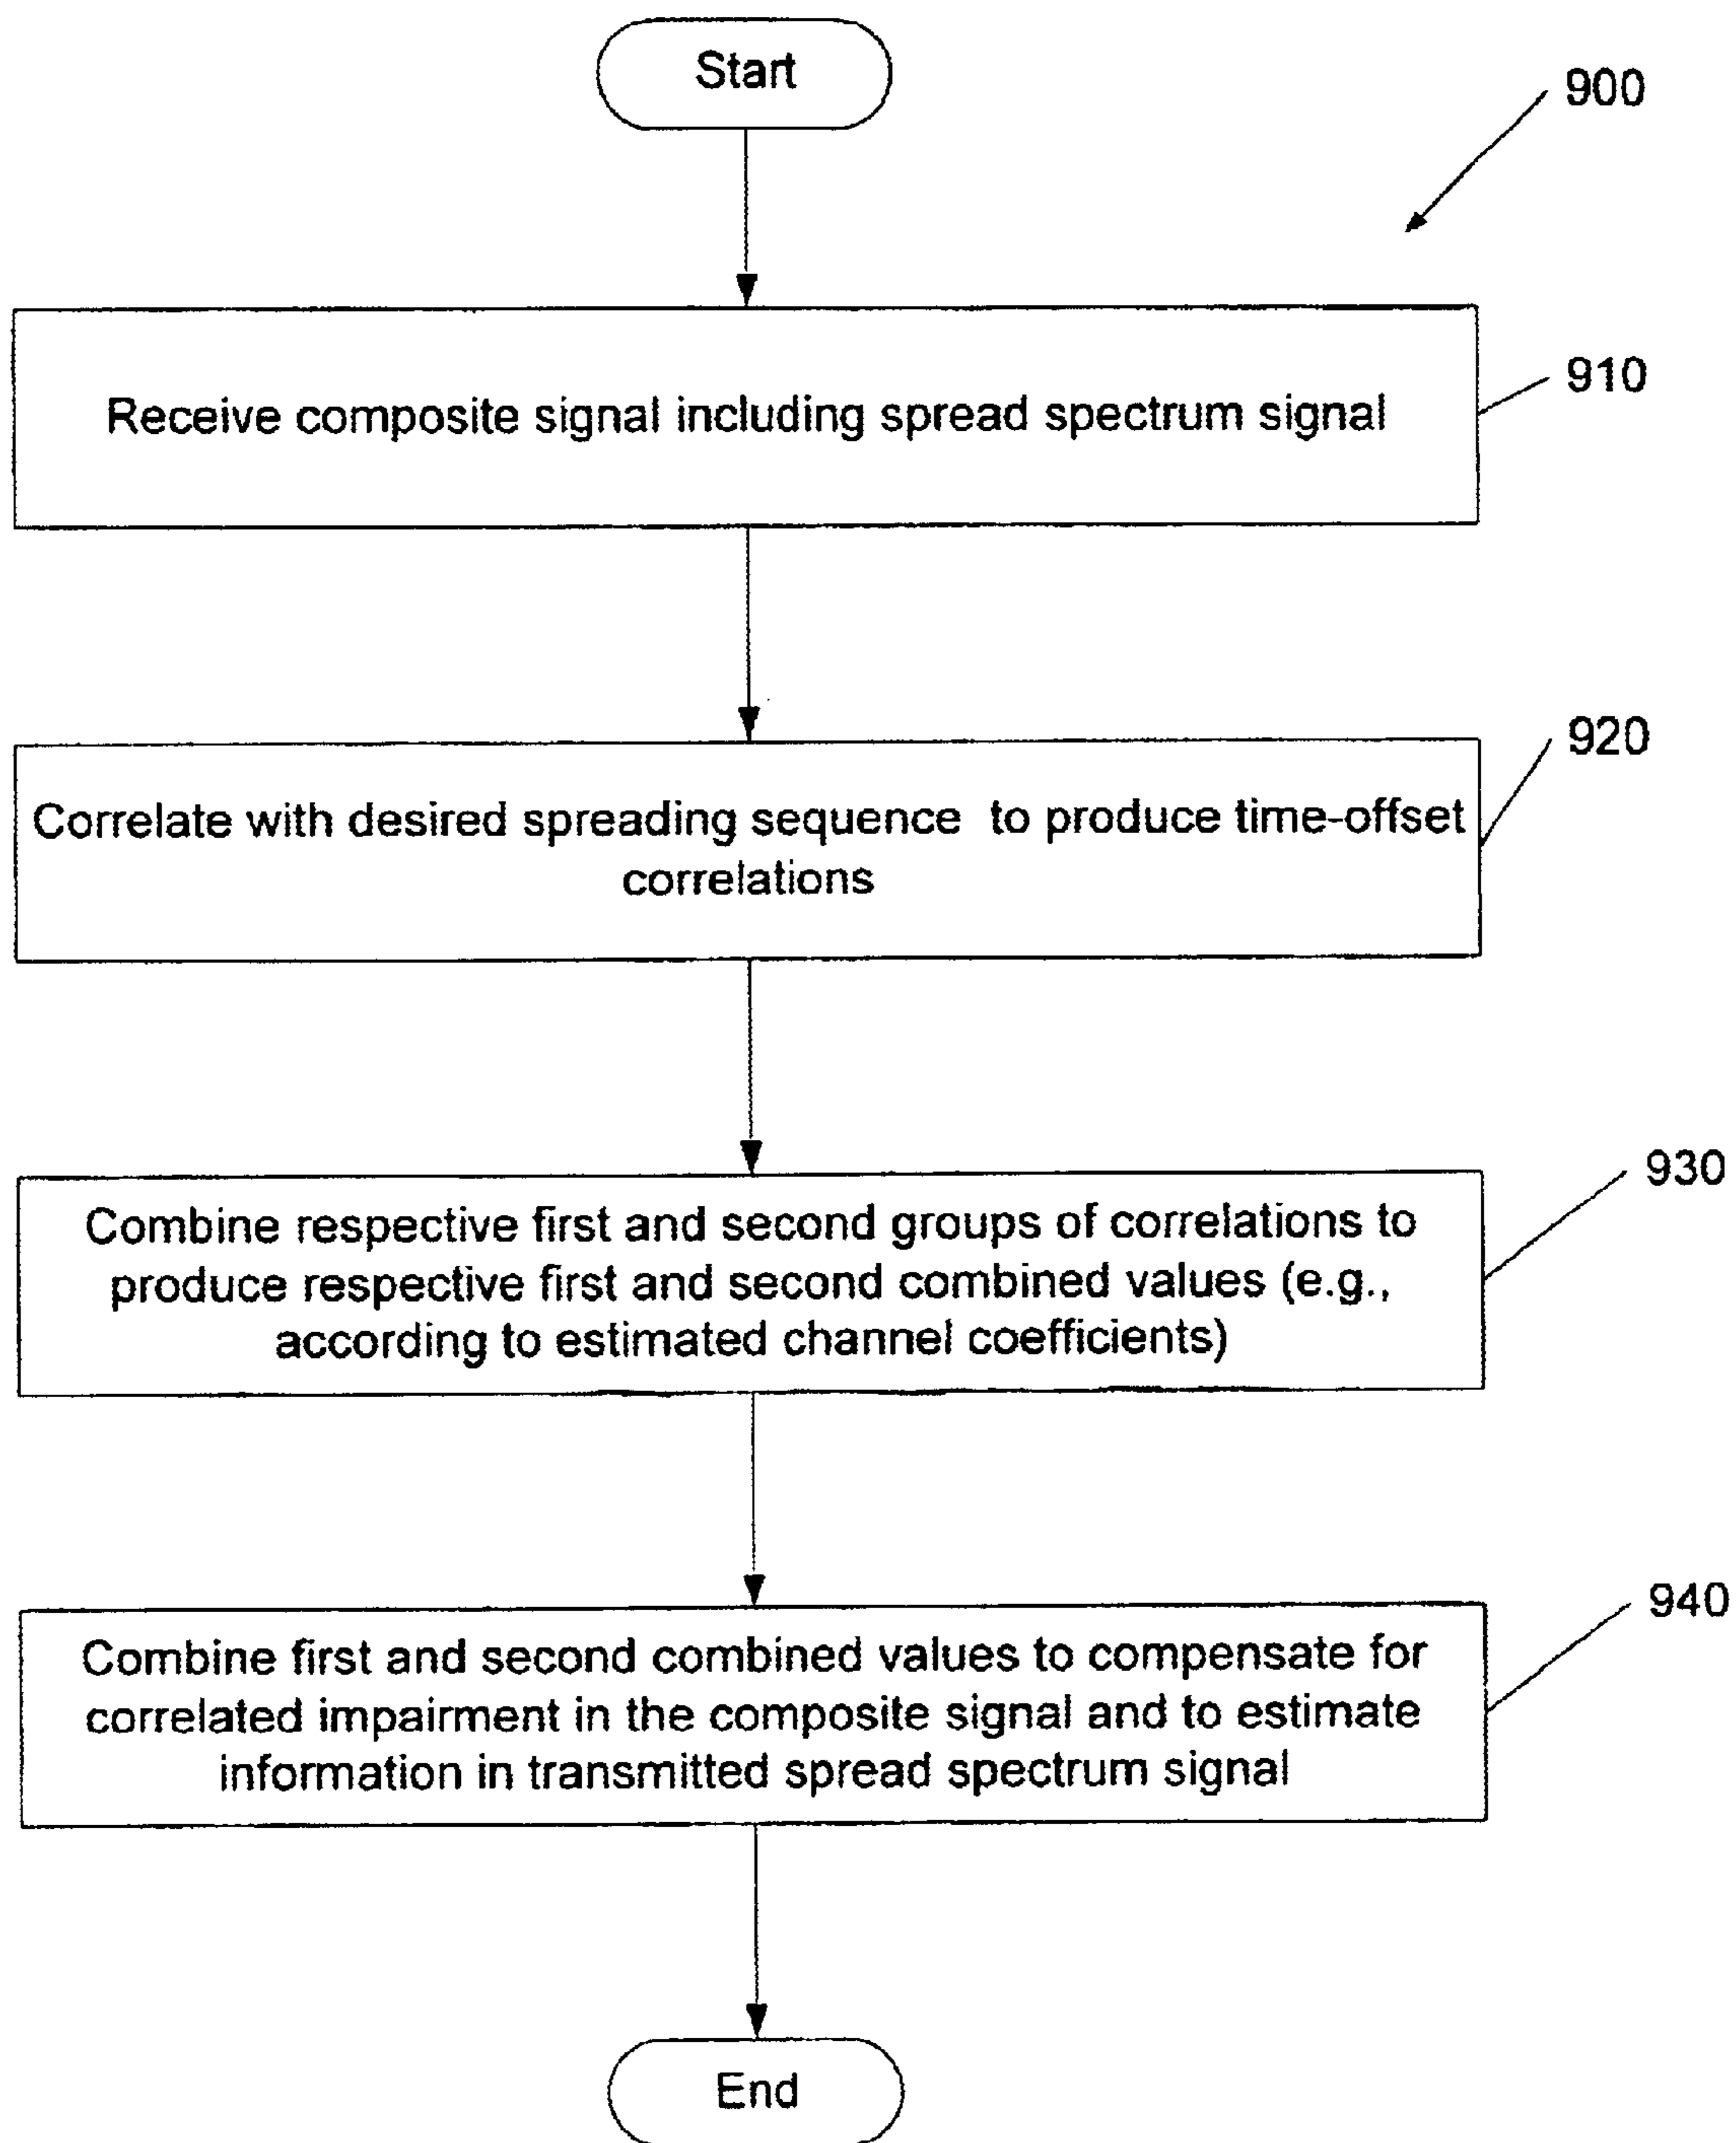 Start
900
Receive composite signal including spread spectrum signal
910
Correlate with desired spreading sequence to produce time-offset
correlations
920
Combine respective first and second groups of correlations to
produce respective first and second combined values (e.g.,
according to estimated channel coefficients)
930
Combine first and second combined values to compensate for
correlated impairment in the composite signal and to estimate
information in transmitted spread spectrum signal
940
End